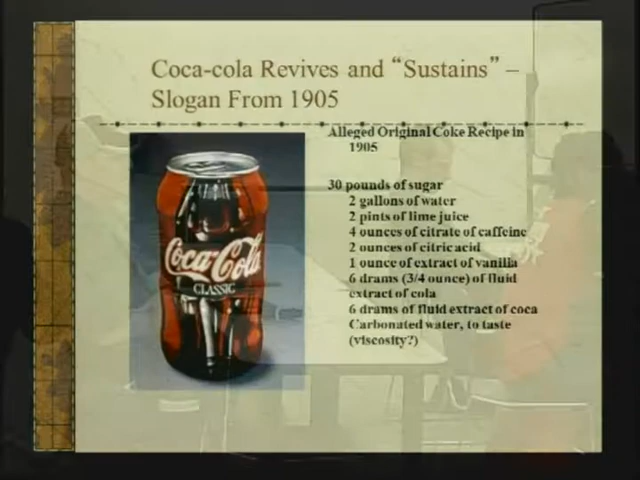 Coca-cola Revives and “Sustains” –
Slogan From 1905
Alleged Original Coke Recipe in
1905
30 pounds of sugar
2 gallons of water
2 pints of lime juice
4 ounces of citrate of caffeine
2 ounces of citric acid
1 ounce of extract of vanilla
6 drams (3/4 ounce) of fluid
extract of cola
6 drams of fluid extract of coca
Carbonated water, to taste
(viscosity?)
Coca-Cola
CLASSIC